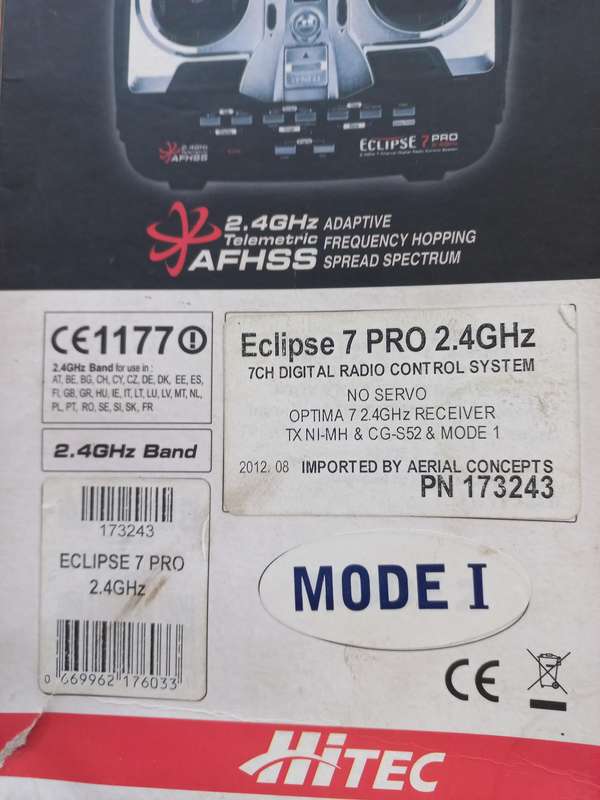 HITEC
2.4GHz
AFHSS
ECLIPSE 7 PRO
2.4GHz
Telemetric
AFHSS
ADAPTIVE
FREQUENCY HOPPING
SPREAD SPECTRUM
CE1177
2.4GHz Band for use in :
AT, BE, BG, CH, CY, CZ, DE, DK, EE, ES,
FI, GB, GR, HU, IE, IT, LT, LU, LV, MT, NL,
PL, PT, RO, SE, SI, SK, FR
2.4GHz Band
Eclipse 7 PRO 2.4GHz
7CH DIGITAL RADIO CONTROL SYSTEM
NO SERVO
OPTIMA 7 2.4GHz RECEIVER
TX NI-MH & CG-S52 & MODE 1
2012. 08 IMPORTED BY AERIAL CONCEPTS
PN 173243
173243
ECLIPSE 7 PRO
2.4GHz
0 669962 176033
MODE I
CE
HiTEC